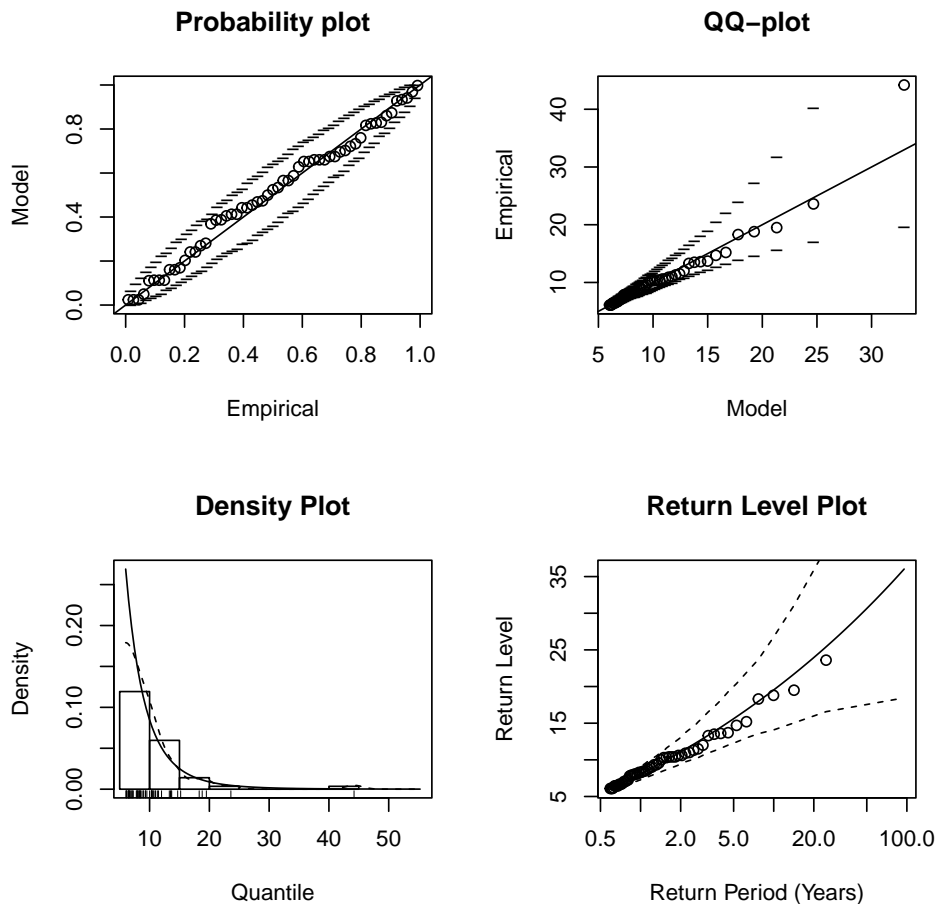 Probability plot
Model
0.0 0.4 0.8
0.0 0.2 0.4 0.6 0.8 1.0
Empirical
QQ−plot
Empirical
10 20 30 40
5 10 15 20 25 30
Model
Density Plot
Density
0.00 0.10 0.20
10 20 30 40 50
Quantile
Return Level Plot
Return Level
5 15 25 35
0.5 2.0 5.0 20.0 100.0
Return Period (Years)